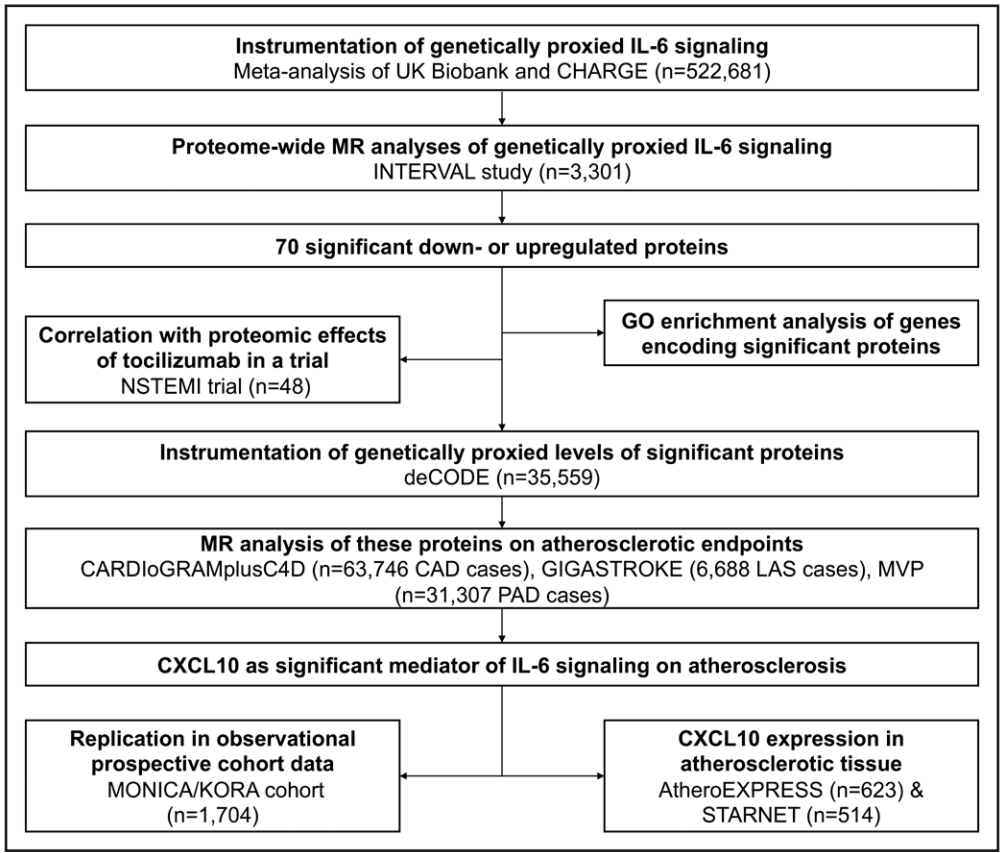 Instrumentation of genetically proxied IL-6 signaling
Meta-analysis of UK Biobank and CHARGE (n=522,681)
Proteome-wide MR analyses of genetically proxied IL-6 signaling
INTERVAL study (n=3,301)
70 significant down- or upregulated proteins
Correlation with proteomic effects
of tocilizumab in a trial
NSTEMI trial (n=48)
GO enrichment analysis of genes
encoding significant proteins
Instrumentation of genetically proxied levels of significant proteins
deCODE (n=35,559)
MR analysis of these proteins on atherosclerotic endpoints
CARDIoGRAMplusC4D (n=63,746 CAD cases), GIGASTROKE (6,688 LAS cases), MVP
(n=31,307 PAD cases)
CXCL10 as significant mediator of IL-6 signaling on atherosclerosis
Replication in observational
prospective cohort data
MONICA/KORA cohort
(n=1,704)
CXCL10 expression in
atherosclerotic tissue
AtheroEXPRESS (n=623) &
STARNET (n=514)